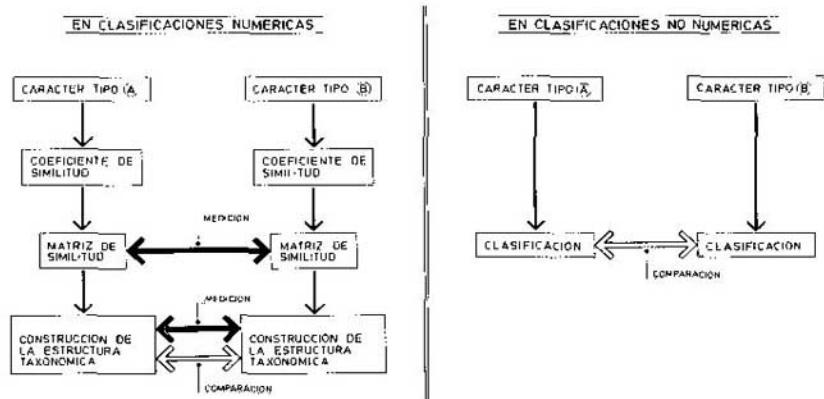 EN CLASIFICACIONES NUMERICAS
CARACTER TIPO (A)
CARACTER TIPO (B)
COEFICIENTE DE
SIMILITUD
COEFICIENTE DE
SIMILITUD
MEDICION
MATRIZ DE
SIMILITUD
MATRIZ DE
SIMILITUD
MEDICION
CONSTRUCCION DE
LA ESTRUCTURA
TAXONOMICA
CONSTRUCCION DE
LA ESTRUCTURA
TAXONOMICA
COMPARACION
EN CLASIFICACIONES NO NUMERICAS
CARACTER TIPO (A)
CARACTER TIPO (B)
CLASIFICACION
CLASIFICACION
COMPARACION